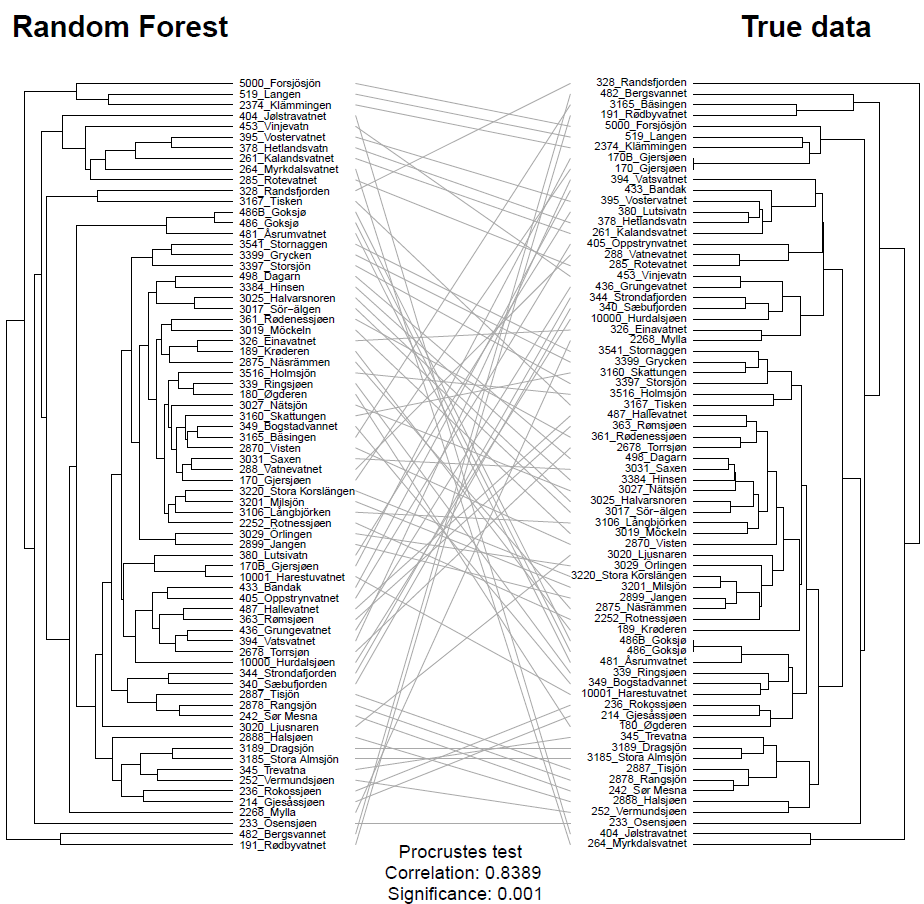 Random Forest
True data
5000_Forsjösjön
519_Langen
2374_Klämmingen
404_Jølstravatnet
453_Vinjevatn
395_Vostervatnet
378_Hetlandsvatn
261_Kalandsvatnet
264_Myrkdalsvatnet
285_Rotevatnet
328_Randsfjorden
3167_Tisken
486B_Goksjø
486_Goksjø
481_Åsrumvatnet
3541_Stornaggen
3399_Grycken
3397_Storsjön
498_Dagarn
3384_Hinsen
3025_Halvarsnoren
3017_Sör−älgen
361_Rødenessjøen
3019_Möckeln
326_Einavatnet
189_Krøderen
2875_Näsrämmen
3516_Holmsjön
339_Ringsjøen
180_Øgderen
3027_Nätsjön
3160_Skattungen
349_Bogstadvannet
3165_Bäsingen
2870_Visten
3031_Saxen
288_Vatnevatnet
170_Gjersjøen
3220_Stora Korslängen
3201_Milsjön
3106_Långbjörken
2252_Rotnessjøen
3029_Örlingen
2899_Jangen
380_Lutsivatn
170B_Gjersjøen
10001_Harestuvatnet
433_Bandak
405_Oppstrynvatnet
487_Hallevatnet
363_Rømsjøen
436_Grungevatnet
394_Vatsvatnet
2678_Torrsjøn
10000_Hurdalsjøen
344_Strondafjorden
340_Sæbufjorden
2887_Tisjön
2878_Rangsjön
242_Sør Mesna
3020_Ljusnaren
2888_Halsjøen
3189_Dragsjön
3185_Stora Almsjön
345_Trevatna
252_Vermundsjøen
236_Rokossjøen
214_Gjesåssjøen
2268_Mylla
233_Osensjøen
482_Bergsvannet
191_Rødbyvatnet
328_Randsfjorden
482_Bergsvannet
3165_Bäsingen
191_Rødbyvatnet
5000_Forsjösjön
519_Langen
2374_Klämmingen
170B_Gjersjøen
170_Gjersjøen
394_Vatsvatnet
433_Bandak
395_Vostervatnet
380_Lutsivatn
378_Hetlandsvatn
261_Kalandsvatnet
405_Oppstrynvatnet
288_Vatnevatnet
285_Rotevatnet
453_Vinjevatn
436_Grungevatnet
344_Strondafjorden
340_Sæbufjorden
10000_Hurdalsjøen
326_Einavatnet
2268_Mylla
3541_Stornaggen
3399_Grycken
3160_Skattungen
3397_Storsjön
3516_Holmsjön
3167_Tisken
487_Hallevatnet
363_Rømsjøen
361_Rødenessjøen
2678_Torrsjøn
498_Dagarn
3031_Saxen
3384_Hinsen
3027_Nätsjön
3025_Halvarsnoren
3017_Sör−älgen
3106_Långbjörken
3019_Möckeln
2870_Visten
3020_Ljusnaren
3029_Örlingen
3220_Stora Korslängen
3201_Milsjön
2899_Jangen
2875_Näsrämmen
2252_Rotnessjøen
189_Krøderen
486B_Goksjø
486_Goksjø
481_Åsrumvatnet
339_Ringsjøen
349_Bogstadvannet
10001_Harestuvatnet
236_Rokossjøen
214_Gjesåssjøen
180_Øgderen
345_Trevatna
3189_Dragsjön
3185_Stora Almsjön
2887_Tisjön
2878_Rangsjön
242_Sør Mesna
2888_Halsjøen
252_Vermundsjøen
233_Osensjøen
404_Jølstravatnet
264_Myrkdalsvatnet
Procrustes test
Correlation: 0.8389
Significance: 0.001